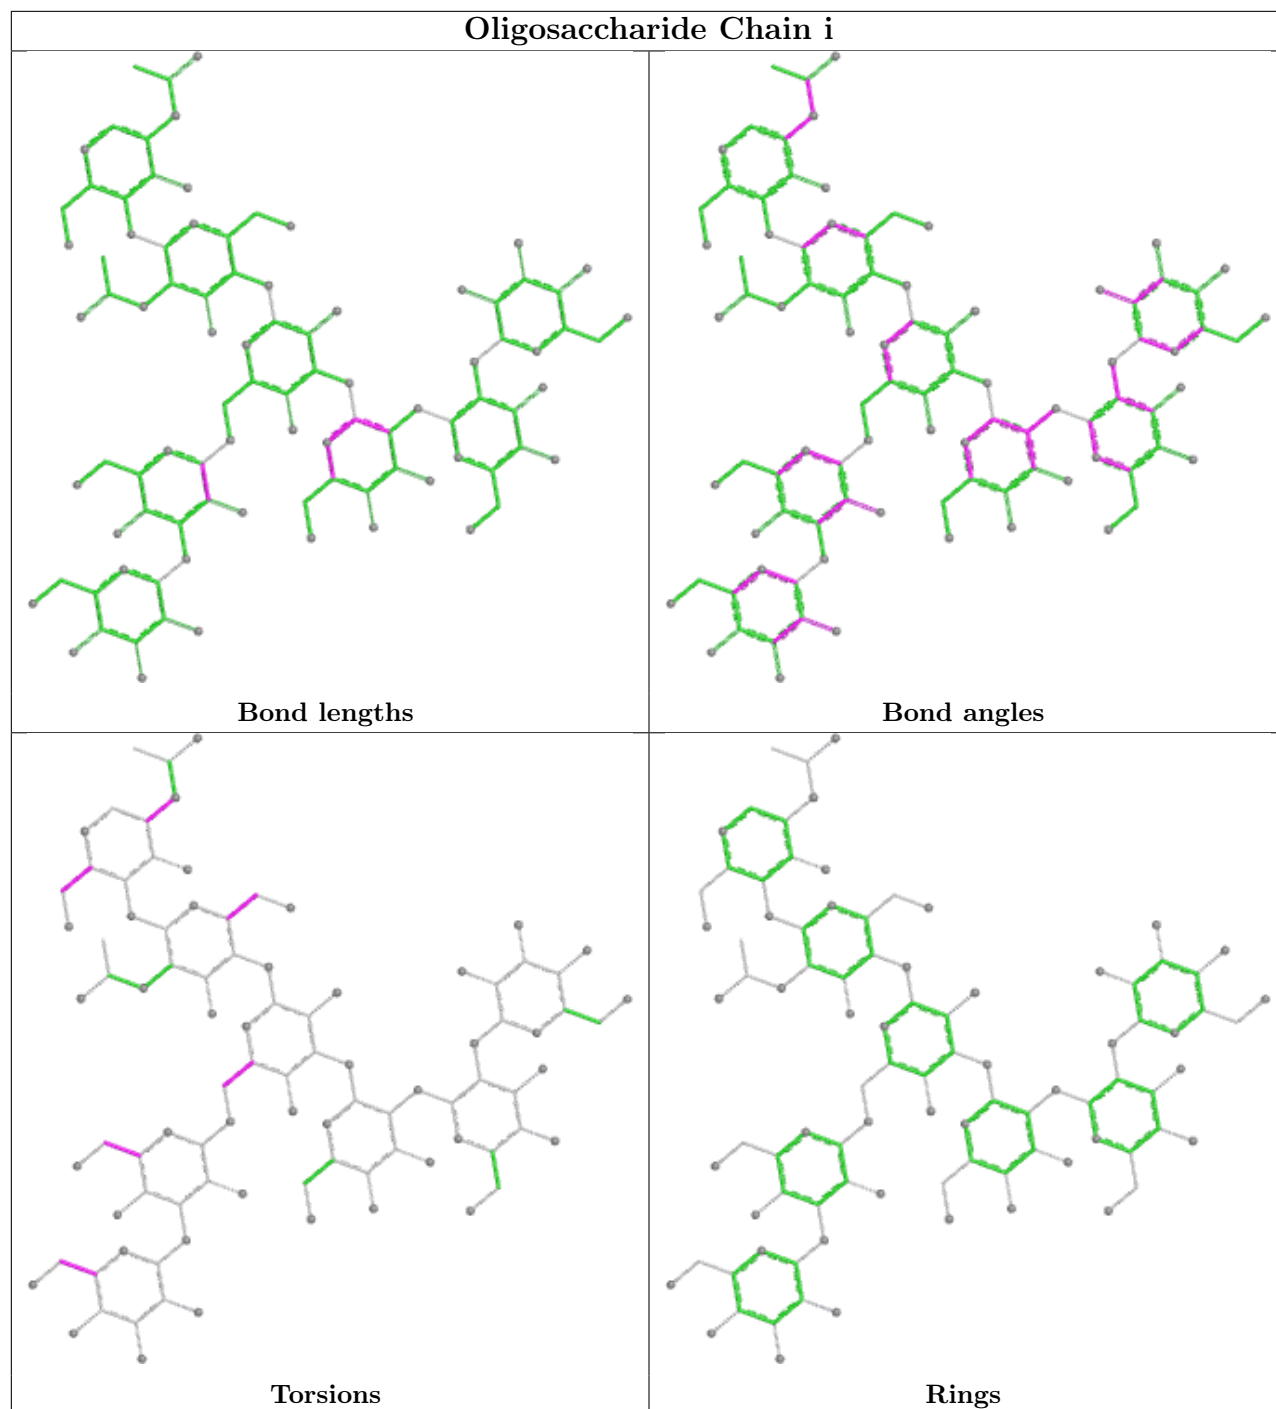 Oligosaccharide Chain i
Bond lengths
Bond angles
Torsions
Rings